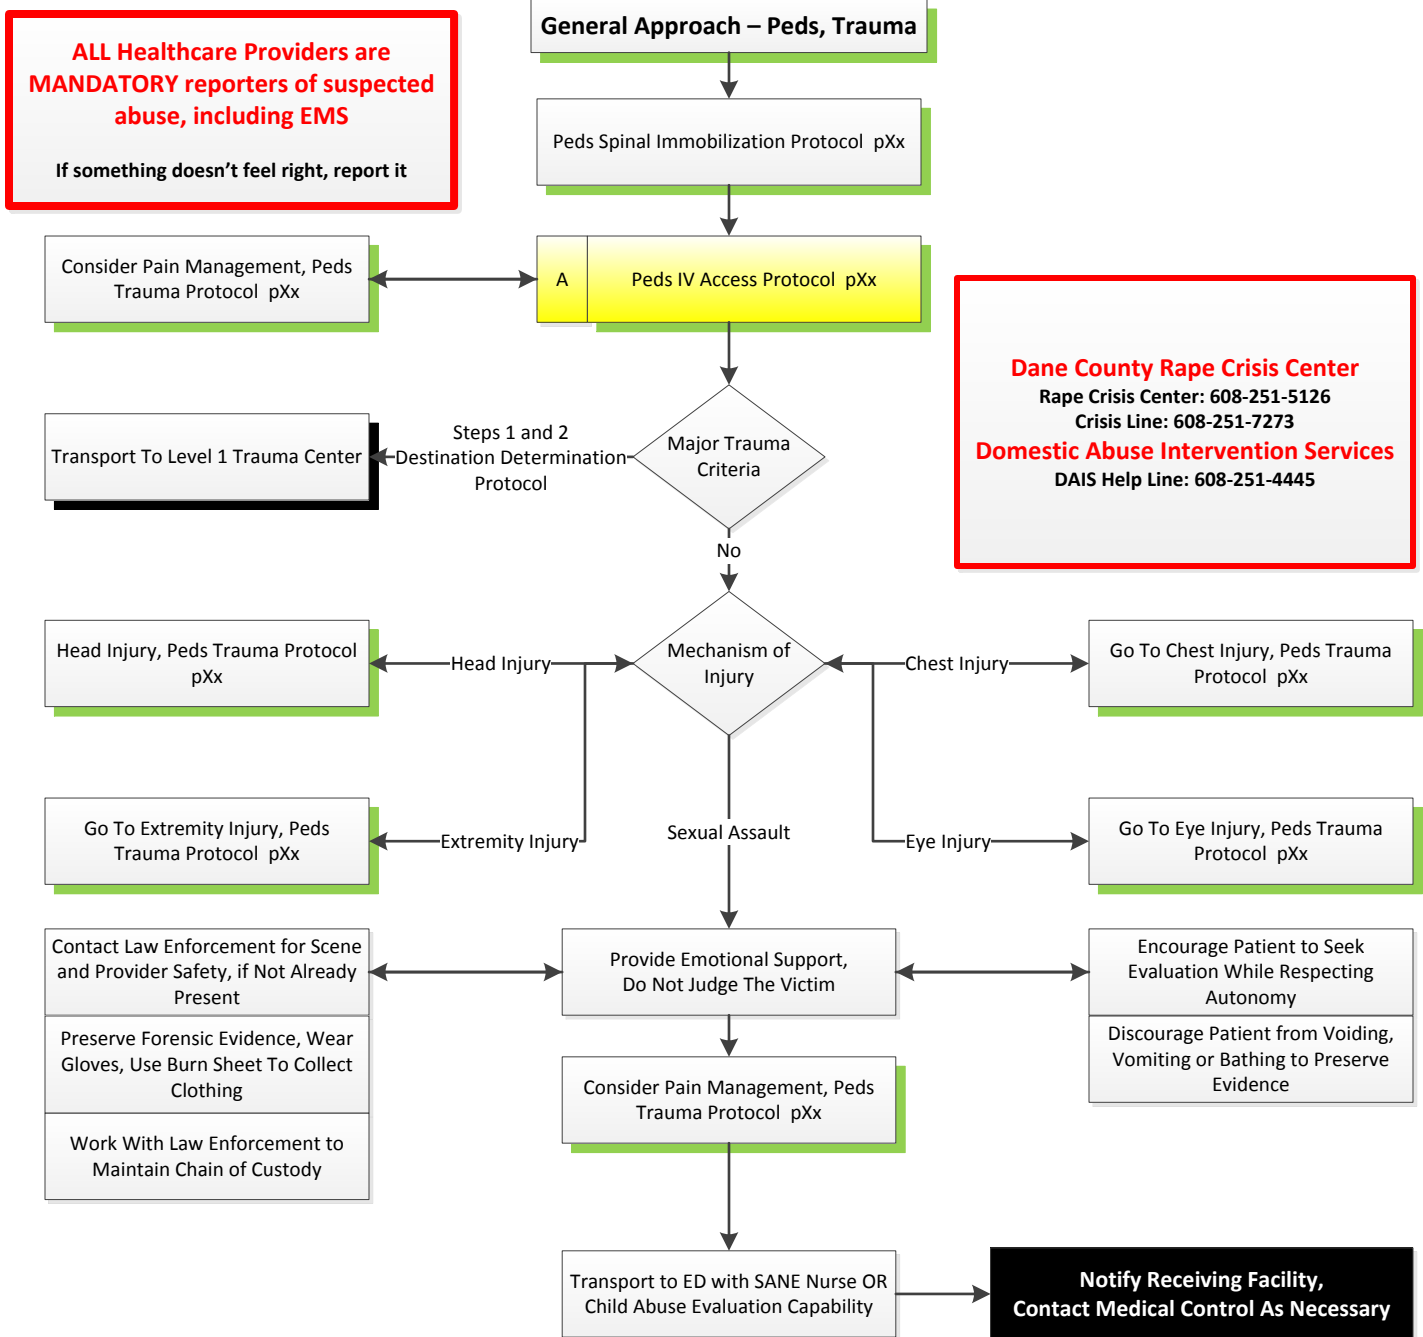 General Approach – Peds, Trauma
ALL Healthcare Providers are
MANDATORY reporters of suspected
abuse, including EMS
If something doesn't feel right, report it
Peds Spinal Immobilization Protocol pXx
Consider Pain Management, Peds
Trauma Protocol pXx
A
Peds IV Access Protocol pXx
Dane County Rape Crisis Center
Rape Crisis Center: 608-251-5126
Crisis Line: 608-251-7273
Domestic Abuse Intervention Services
DAIS Help Line: 608-251-4445
Transport To Level 1 Trauma Center
Steps 1 and 2
Destination Determination
Protocol
Major Trauma
Criteria
No
Head Injury, Peds Trauma Protocol
pXx
Head Injury
Mechanism of
Injury
Chest Injury
Go To Chest Injury, Peds Trauma
Protocol pXx
Go To Extremity Injury, Peds
Trauma Protocol pXx
Extremity Injury
Sexual Assault
Eye Injury
Go To Eye Injury, Peds Trauma
Protocol pXx
Contact Law Enforcement for Scene
and Provider Safety, if Not Already
Present
Preserve Forensic Evidence, Wear
Gloves, Use Burn Sheet To Collect
Clothing
Work With Law Enforcement to
Maintain Chain of Custody
Provide Emotional Support,
Do Not Judge The Victim
Encourage Patient to Seek
Evaluation While Respecting
Autonomy
Discourage Patient from Voiding,
Vomiting or Bathing to Preserve
Evidence
Consider Pain Management, Peds
Trauma Protocol pXx
Transport to ED with SANE Nurse OR
Child Abuse Evaluation Capability
Notify Receiving Facility,
Contact Medical Control As Necessary